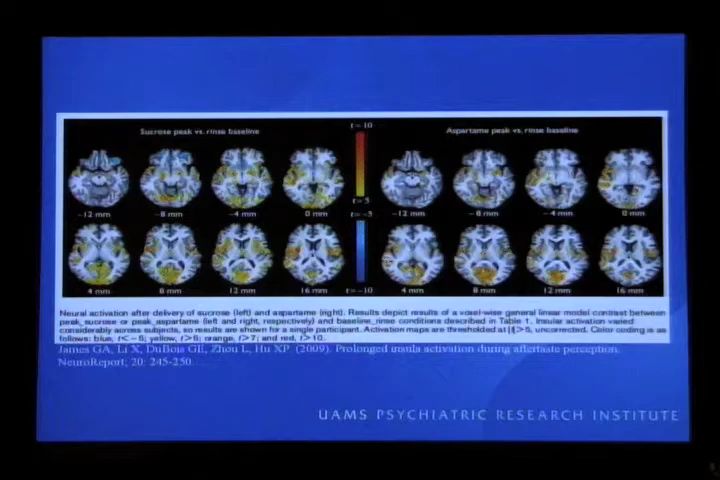 Sucrose peak vs. rinse baseline
t= 10
Aspartame peak vs. rinse baseline
-12 mm
-8 mm
-4 mm
0 mm
t= 5
t= -5
-12 mm
-8 mm
-4 mm
0 mm
4 mm
8 mm
12 mm
16 mm
t= -10
4 mm
8 mm
12 mm
16 mm
Neural activation after delivery of sucrose (left) and aspartame (right). Results depict results of a voxel-wise general linear model contrast between
peak_sucrose or peak_aspartame (left and right, respectively) and baseline_rinse conditions described in Table 1. Insular activation varied
considerably across subjects, so results are shown for a single participant. Activation maps are thresholded at |t|>5, uncorrected. Color coding is as
follows: blue, t<-5; yellow, t>5; orange, t>7; and red, t>10.
James GA, Li X, DuBois GE, Zhou L, Hu XP. (2009). Prolonged insula activation during aftertaste perception.
NeuroReport; 20: 245-250.
UAMS PSYCHIATRIC RESEARCH INSTITUTE